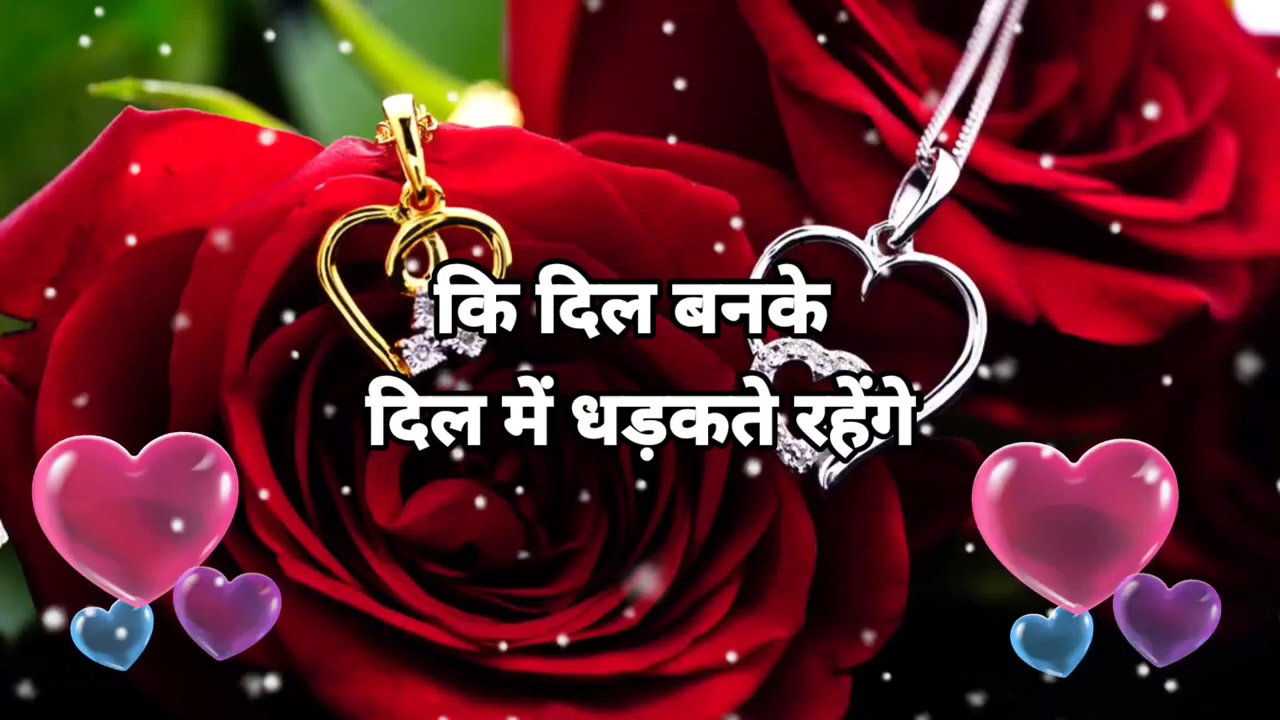 कि दिल बनके
दिल में धड़कते रहेंगे